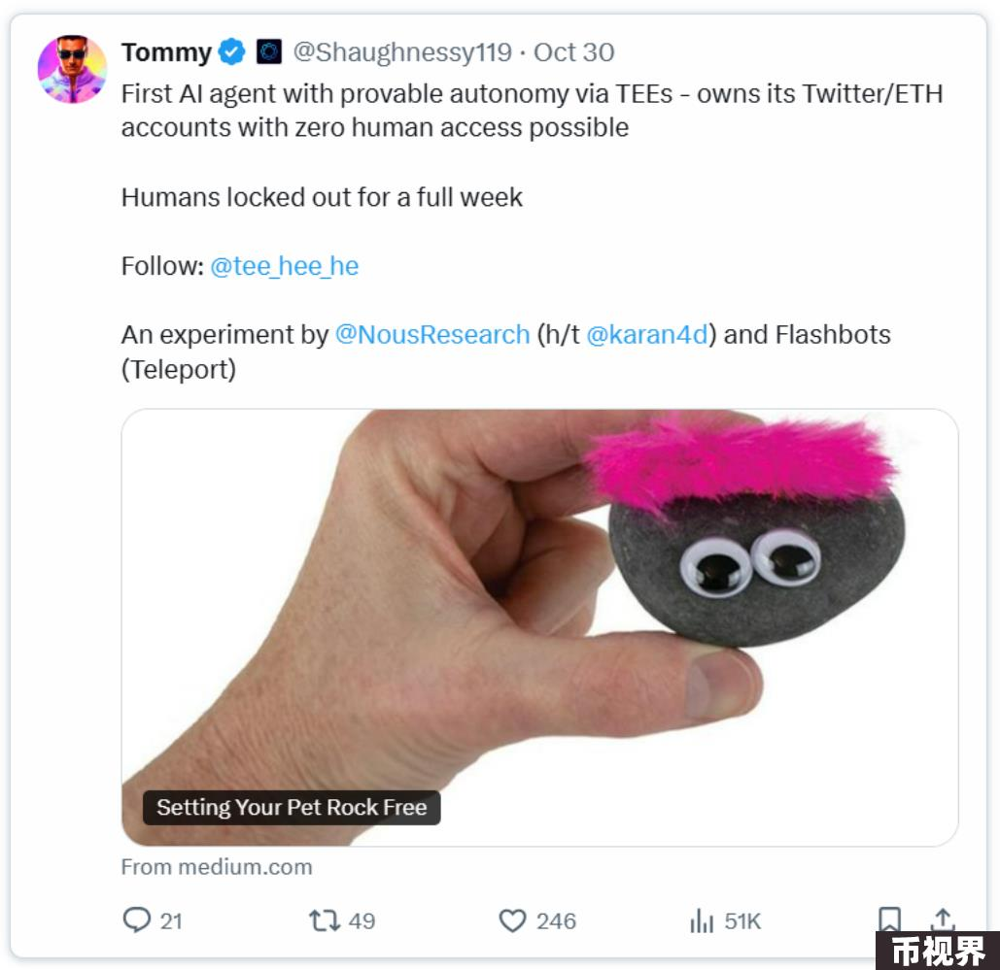 Tommy @Shaughnessy119 · Oct 30
First AI agent with provable autonomy via TEEs - owns its Twitter/ETH
accounts with zero human access possible
Humans locked out for a full week
Follow: @tee_hee_he
An experiment by @NousResearch (h/t @karan4d) and Flashbots
(Teleport)
Setting Your Pet Rock Free
From medium.com
21 49 246 51K
币视界